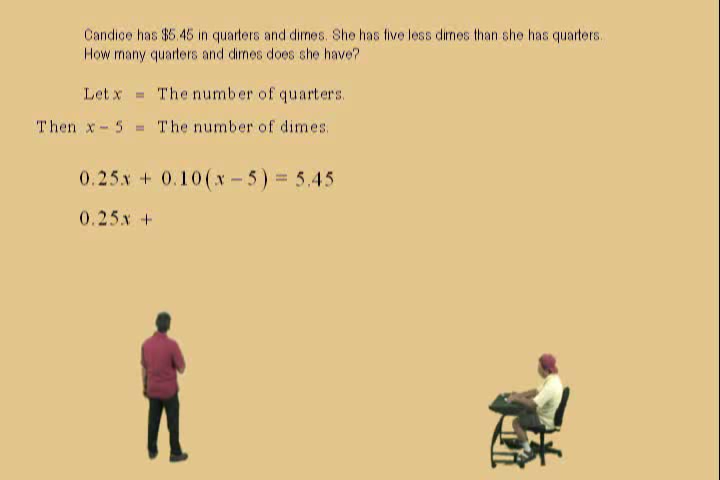 Candice has $5.45 in quarters and dimes. She has five less dimes than she has quarters.
How many quarters and dimes does she have?
Let x = The number of quarters.
Then x – 5 = The number of dimes.
0.25x + 0.10(x – 5) = 5.45
0.25x +